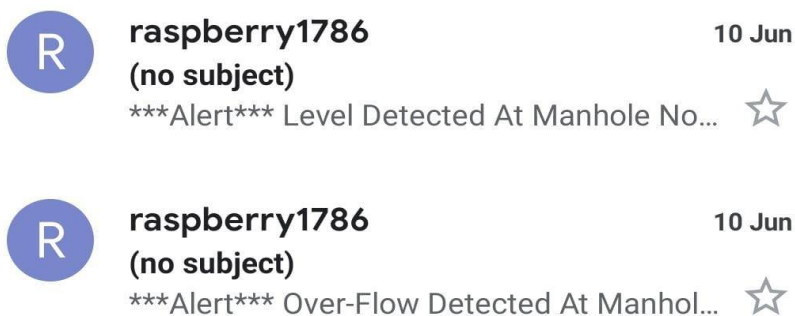 R
raspberry1786 10 Jun
(no subject)
***Alert*** Level Detected At Manhole No...
R
raspberry1786 10 Jun
(no subject)
***Alert*** Over-Flow Detected At Manhol...